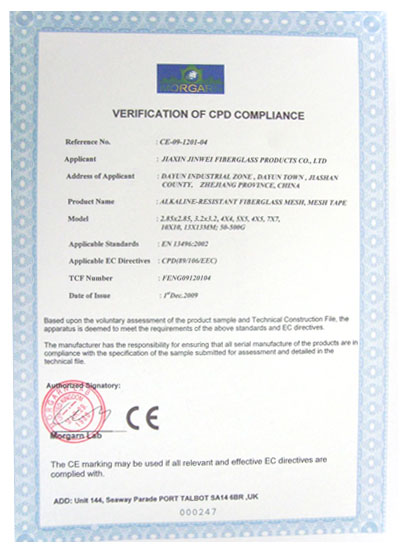 MORGARN
VERIFICATION OF CPD COMPLIANCE
Reference No. : CE-09-1201-04
Applicant : JIAXIN JINWEI FIBERGLASS PRODUCTS CO., LTD
Address of Applicant : DAYUN INDUSTRIAL ZONE , DAYUN TOWN , JIASHAN
COUNTY, ZHEJIANG PROVINCE, CHINA
Product Name : ALKALINE-RESISTANT FIBERGLASS MESH, MESH TAPE
Model : 2.85x2.85, 3.2x3.2, 4X4, 5X5, 4X5, 7X7,
10X10, 13X13MM; 50-500G
Applicable Standards : EN 13496:2002
Applicable EC Directives : CPD(89/106/EEC)
TCF Number : FENG09120104
Date of Issue : 1stDec.2009
Based upon the voluntary assessment of the product sample and Technical Construction File, the
apparatus is deemed to meet the requirements of the above standards and EC directives.
The manufacturer has the responsibility for ensuring that all serial manufacture of the products are in
compliance with the specification of the sample submitted for assessment and detailed in the
technical file.
Authorized Signatory:
CE
Morgarn Lab
The CE marking may be used if all relevant and effective EC directives are
complied with.
ADD: Unit 144, Seaway Parade PORT TALBOT SA14 6BR ,UK
000247